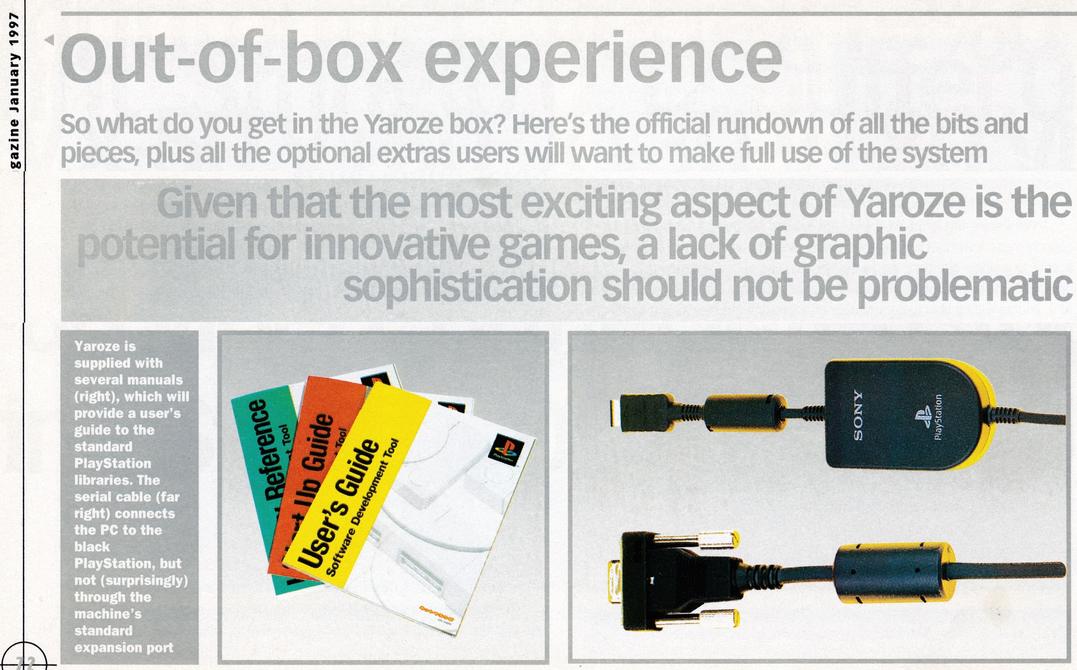 gazine January 1997
Out-of-box experience
So what do you get in the Yaroze box? Here's the official rundown of all the bits and
pieces, plus all the optional extras users will want to make full use of the system
Given that the most exciting aspect of Yaroze is the
potential for innovative games, a lack of graphic
sophistication should not be problematic
Yaroze is
supplied with
several manuals
(right), which will
provide a user's
guide to the
standard
PlayStation
libraries. The
serial cable (far
right) connects
the PC to the
black
PlayStation, but
not (surprisingly)
through the
machine's
standard
expansion port
Reference
Tool
Up Guide
Tool
User's Guide
Software Development Tool
SONY
PlayStation
72